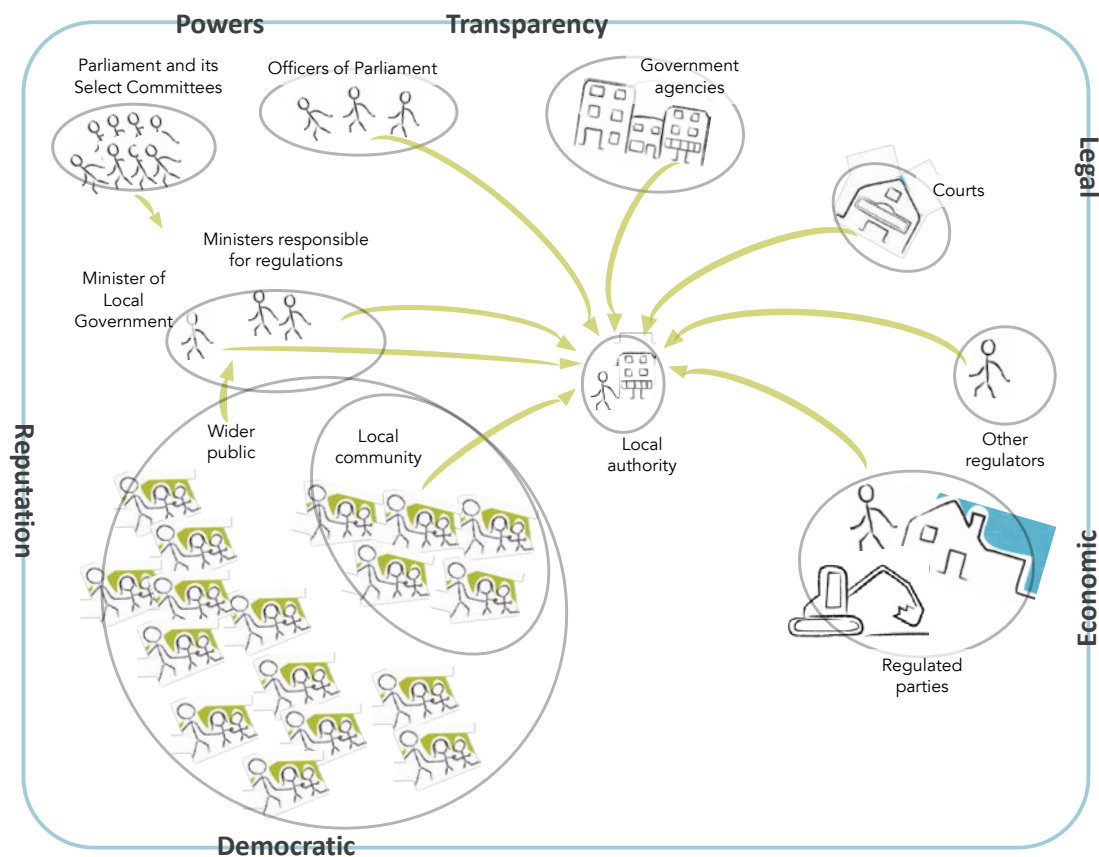 Powers
Transparency
Parliament and its
Select Committees
Officers of Parliament
Government
agencies
Legal
Courts
Ministers responsible
for regulations
Minister of
Local
Government
Reputation
Wider
public
Local
community
Local
authority
Other
regulators
Economic
Regulated
parties
Democratic